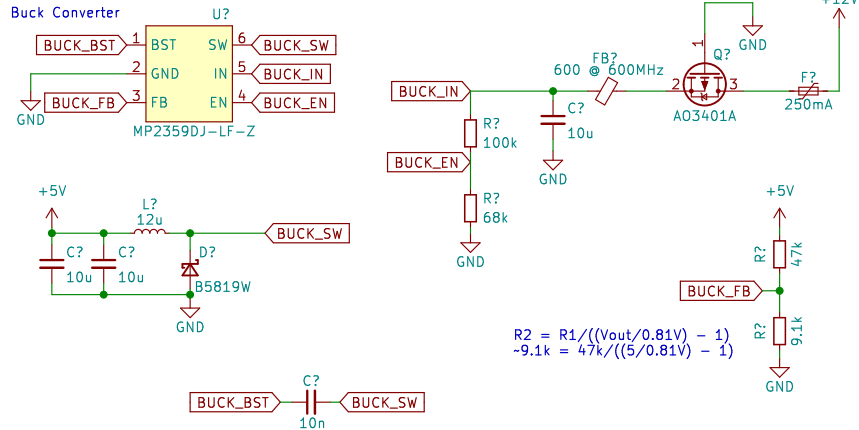 Buck Converter
U?
BUCK_BST 1 BST SW 6 BUCK_SW
2 GND IN 5 BUCK_IN
BUCK_FB 3 FB EN 4 BUCK_EN
GND
MP2359DJ-LF-Z
+12V
1
GND
Q?
FB?
600 @ 600MHz
2
3
F?
250mA
AO3401A
BUCK_IN
C?
10u
GND
R?
100k
BUCK_EN
R?
68k
GND
+5V
L?
12u
BUCK_SW
C?
10u
C?
10u
D?
B5819W
GND
+5V
R?
47k
BUCK_FB
R?
9.1k
GND
R2 = R1/((Vout/0.81V) - 1)
~9.1k = 47k/((5/0.81V) - 1)
C?
BUCK_BST
BUCK_SW
10n